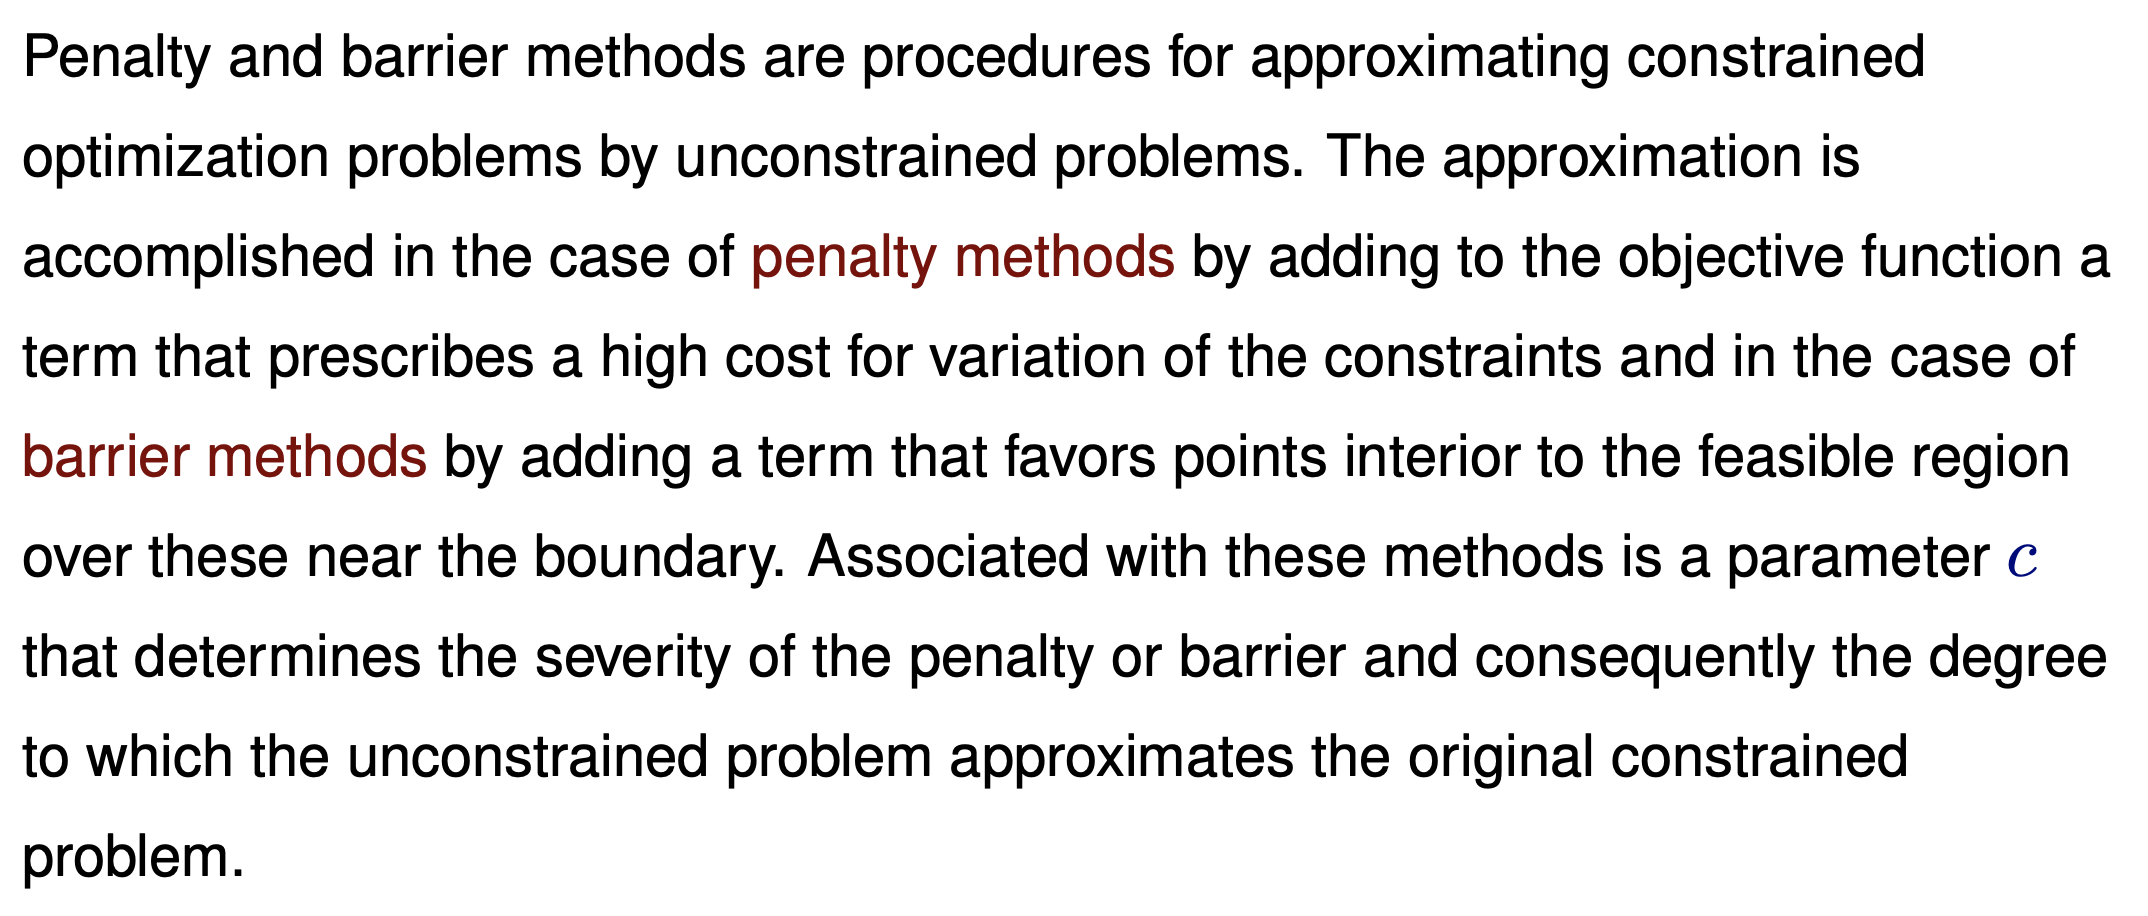 Penalty and barrier methods are procedures for approximating constrained
optimization problems by unconstrained problems. The approximation is
accomplished in the case of penalty methods by adding to the objective function a
term that prescribes a high cost for variation of the constraints and in the case of
barrier methods by adding a term that favors points interior to the feasible region
over these near the boundary. Associated with these methods is a parameter c
that determines the severity of the penalty or barrier and consequently the degree
to which the unconstrained problem approximates the original constrained
problem.